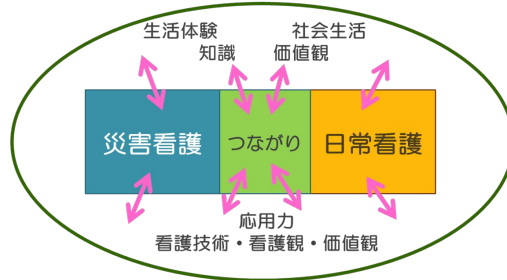 生活体験 社会生活
知識 価値観
災害看護 つながり 日常看護
応用力
看護技術・看護観・価値観